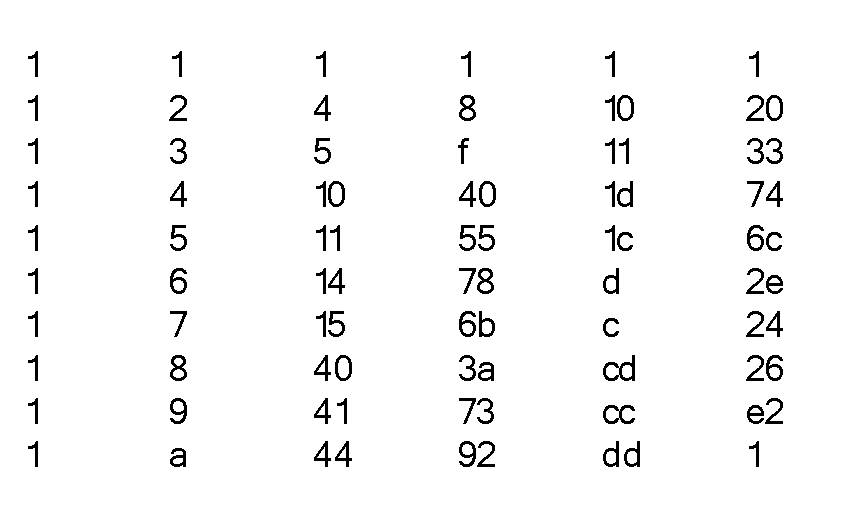 1 1 1 1 1 1
1 2 4 8 10 20
1 3 5 f 11 33
1 4 10 40 1d 74
1 5 11 55 1c 6c
1 6 14 78 d 2e
1 7 15 6b c 24
1 8 40 3a cd 26
1 9 41 73 cc e2
1 a 44 92 dd 1